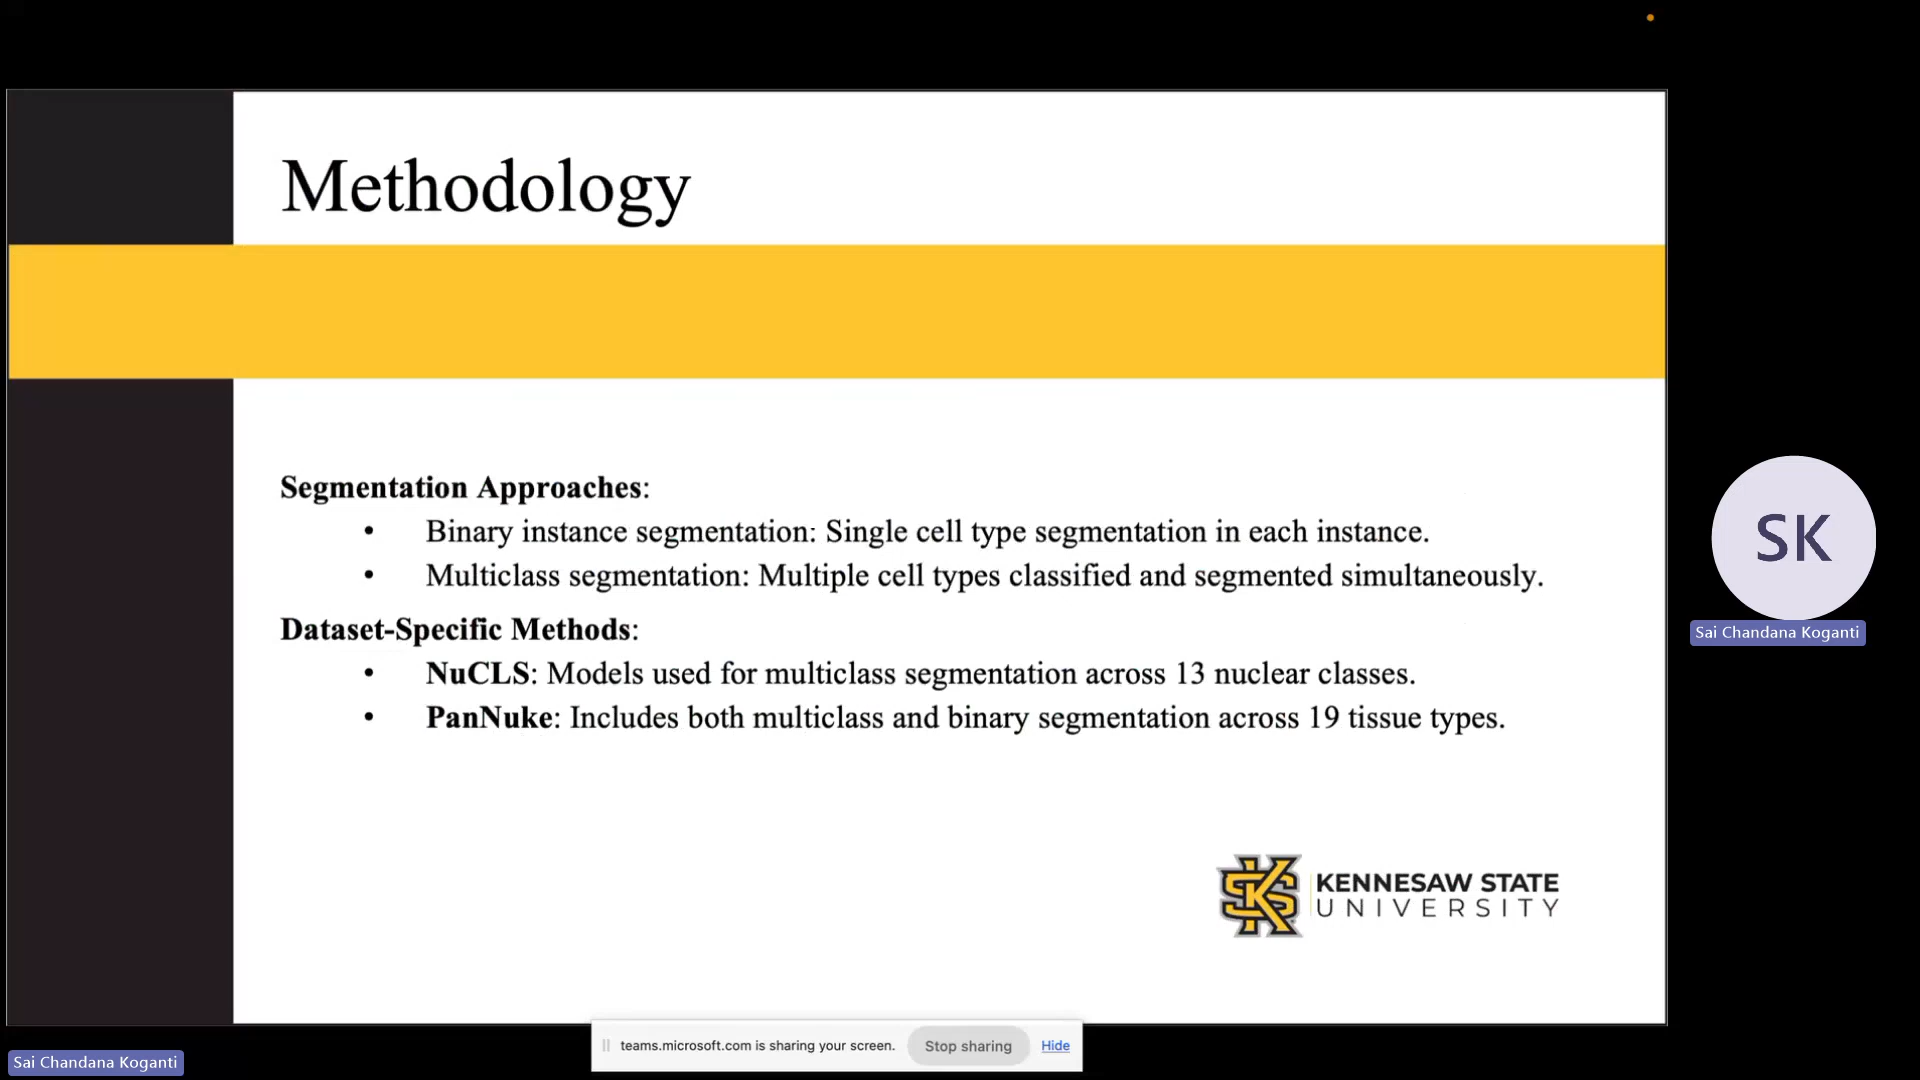 Methodology
Segmentation Approaches:
• Binary instance segmentation: Single cell type segmentation in each instance.
• Multiclass segmentation: Multiple cell types classified and segmented simultaneously.
Dataset-Specific Methods:
• NuCLS: Models used for multiclass segmentation across 13 nuclear classes.
• PanNuke: Includes both multiclass and binary segmentation across 19 tissue types.
KENNESAW STATE
UNIVERSITY
SK
Sai Chandana Koganti
teams.microsoft.com is sharing your screen. Stop sharing Hide
Sai Chandana Koganti